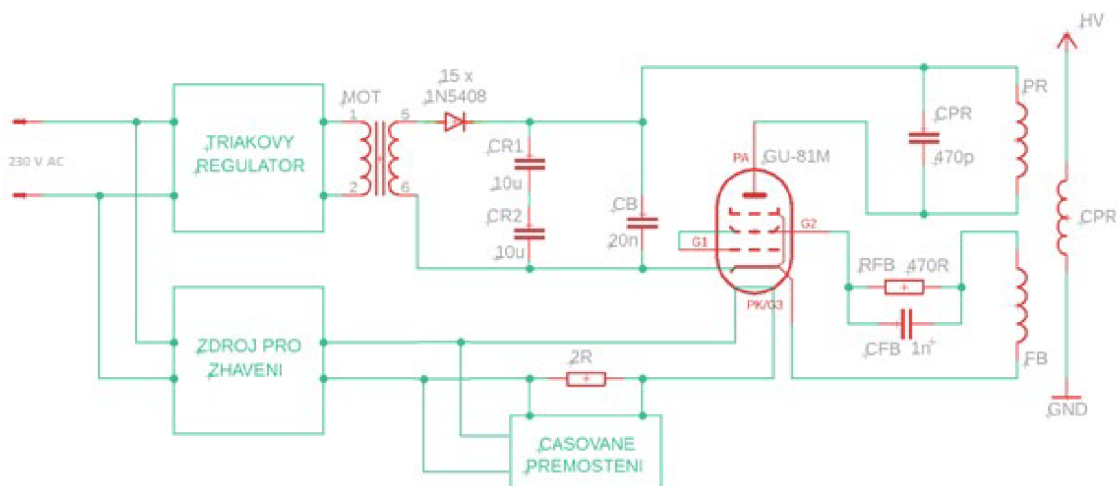 HV
15 x
1N5408
MOT
1
5
PR
230 V AC
TRIAKOVY
REGULATOR
CR1
10u
CPR
470p
PA
GU-81M
2
6
CR2
10u
CB
20n
G1
G2
CPR
RFB 470R
PK/G3
CFB 1n
FB
ZDROJ PRO
ZHAVENI
2R
GND
CASOVANE
PREMOSTENI